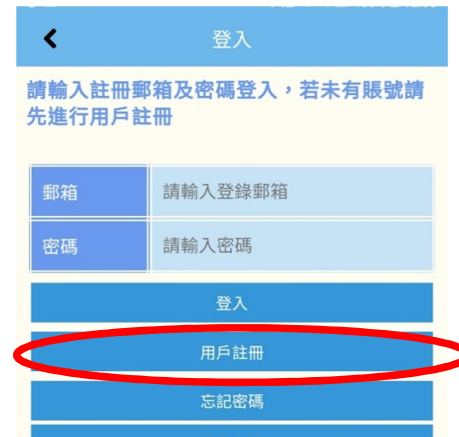 登入
請輸入註冊郵箱及密碼登入，若未有賬號請
先進行用戶註冊
郵箱 請輸入登錄郵箱
密碼 請輸入密碼
登入
用戶註冊
忘記密碼